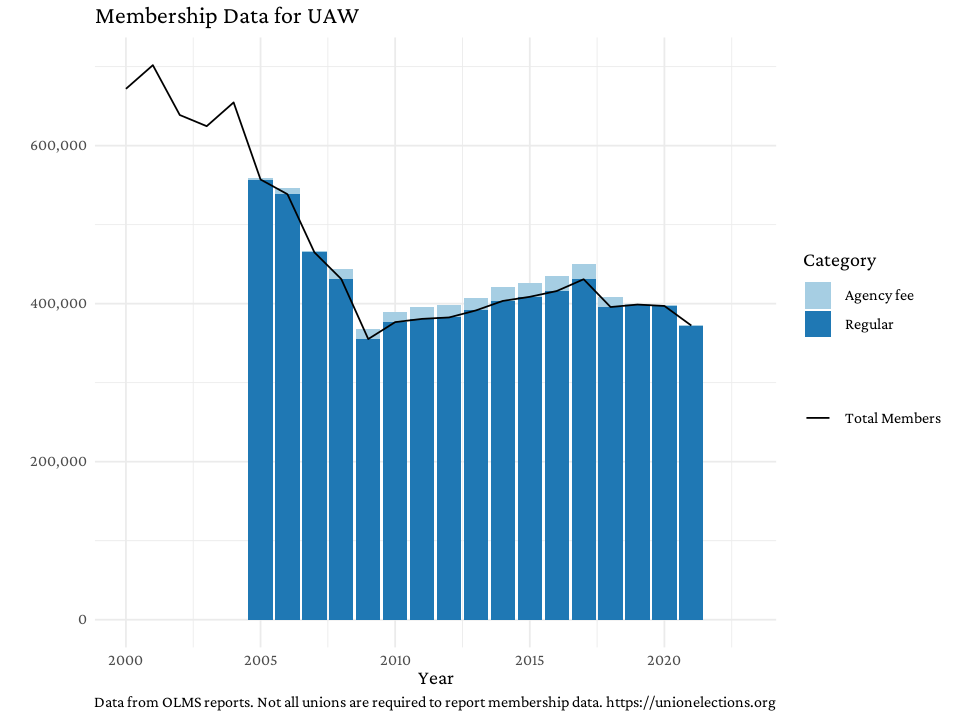 Membership Data for UAW
600,000
400,000
200,000
0
2000 2005 2010 2015 2020
Year
Category
Agency fee
Regular
Total Members
Data from OLMS reports. Not all unions are required to report membership data. https://unionelections.org